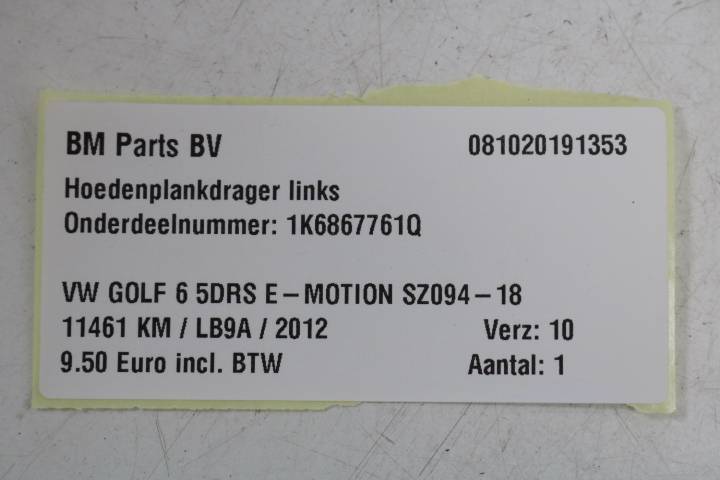 BM Parts BV 081020191353
Hoedenplankdrager links
Onderdeelnummer: 1K6867761Q
VW GOLF 6 5DRS E-MOTION SZ094-18
11461 KM / LB9A / 2012 Verz: 10
9.50 Euro incl. BTW Aantal: 1